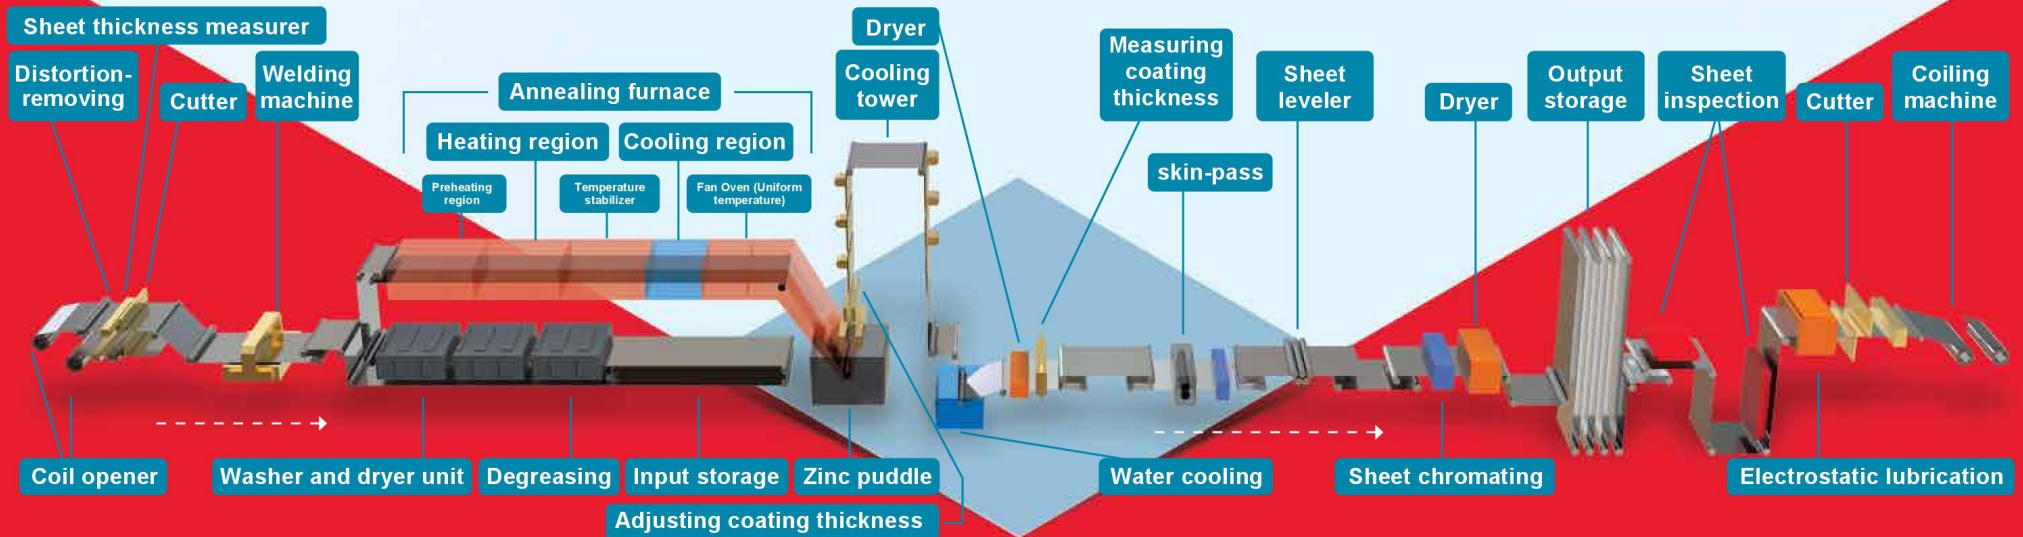 Sheet thickness measurer
Distortion-
removing
Cutter
Welding
machine
Annealing furnace
Heating region
Cooling region
Preheating
region
Temperature
stabilizer
Fan Oven (Uniform
temperature)
Dryer
Cooling
tower
Measuring
coating
thickness
skin-pass
Sheet
leveler
Dryer
Output
storage
Sheet
inspection
Cutter
Coiling
machine
Coil opener
Washer and dryer unit
Degreasing
Input storage
Zinc puddle
Adjusting coating thickness
Water cooling
Sheet chromating
Electrostatic lubrication